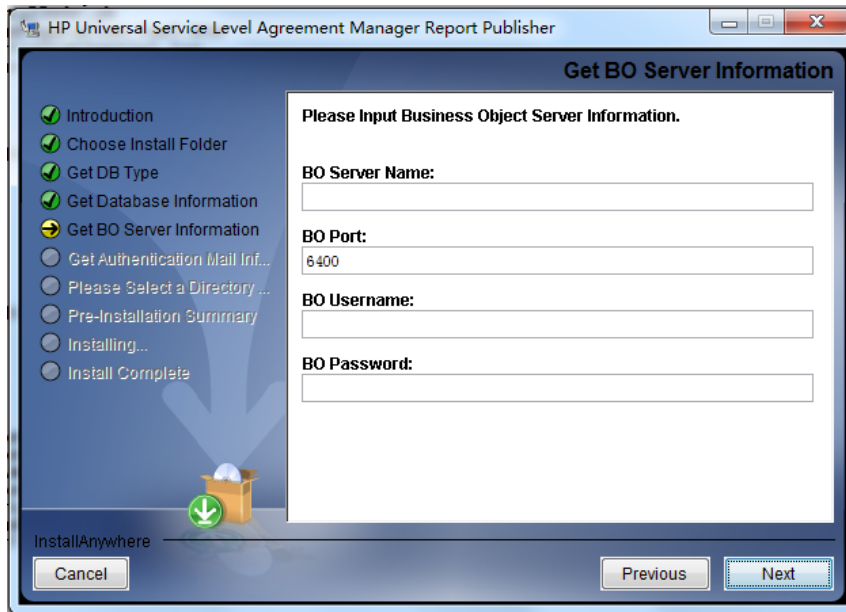 HP Universal Service Level Agreement Manager Report Publisher
Get BO Server Information
Introduction
Choose Install Folder
Get DB Type
Get Database Information
Get BO Server Information
Get Authentication Mail Inf...
Please Select a Directory ...
Pre-Installation Summary
Installing...
Install Complete
Please Input Business Object Server Information.
BO Server Name:
BO Port:
6400
BO Username:
BO Password:
InstallAnywhere
Cancel
Previous
Next